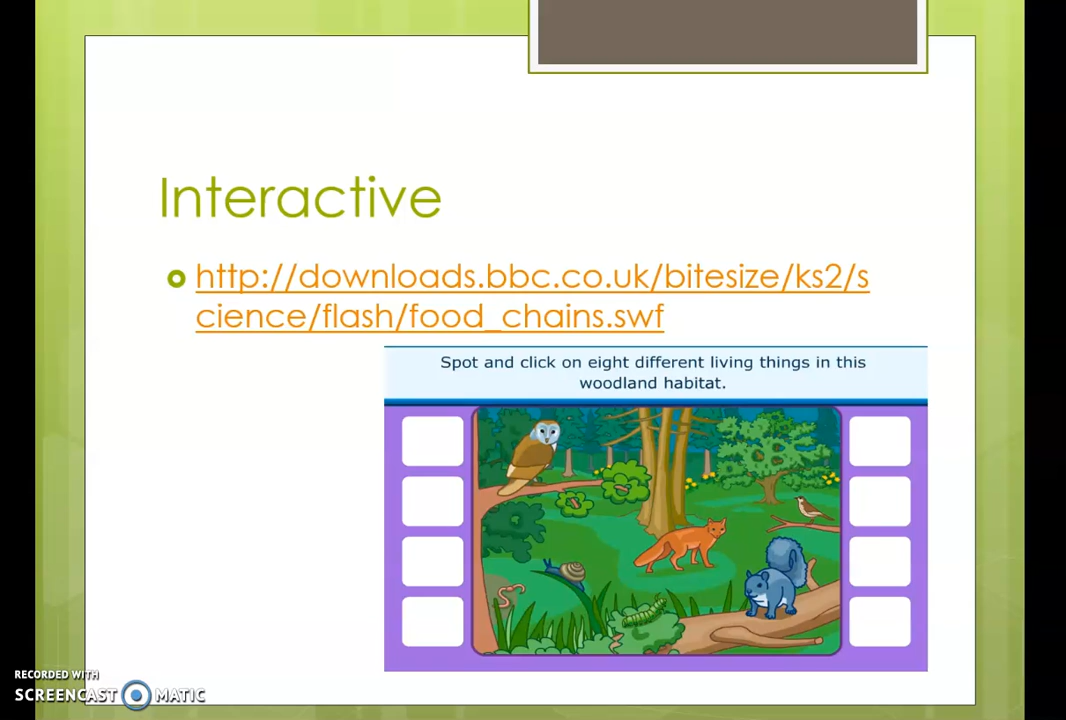 Interactive
http://downloads.bbc.co.uk/bitesize/ks2/s
cience/flash/food_chains.swf
Spot and click on eight different living things in this
woodland habitat.
RECORDED WITH
SCREENCAST MATIC